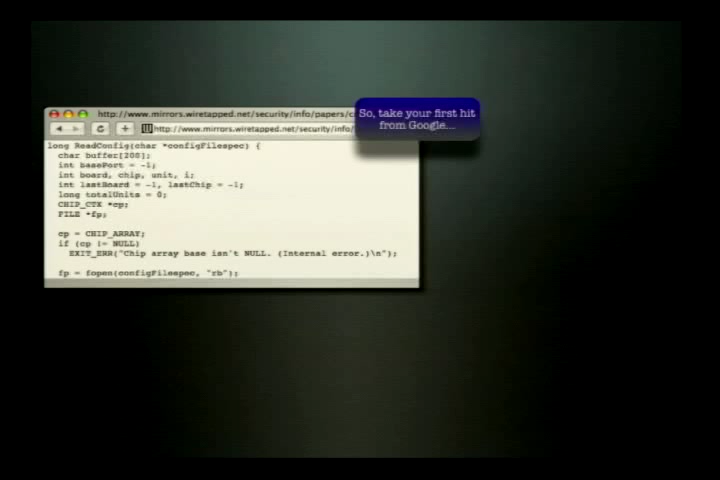 http://www.mirrors.wiretapped.net/security/info/papers/c
http://www.mirrors.wiretapped.net/security/info/
So, take your first hit
from Google...
long ReadConfig(char *configFilespec) {
char buffer[200];
int basePort = -1;
int board, chip, unit, i;
int lastBoard = -1, lastChip = -1;
long totalUnits = 0;
CHIP_CTX *cp;
FILE *fp;
cp = CHIP_ARRAY;
if (cp != NULL)
EXIT_ERR("Chip array base isn't NULL. (Internal error.)\n");
fp = fopen(configFilespec, "rb");